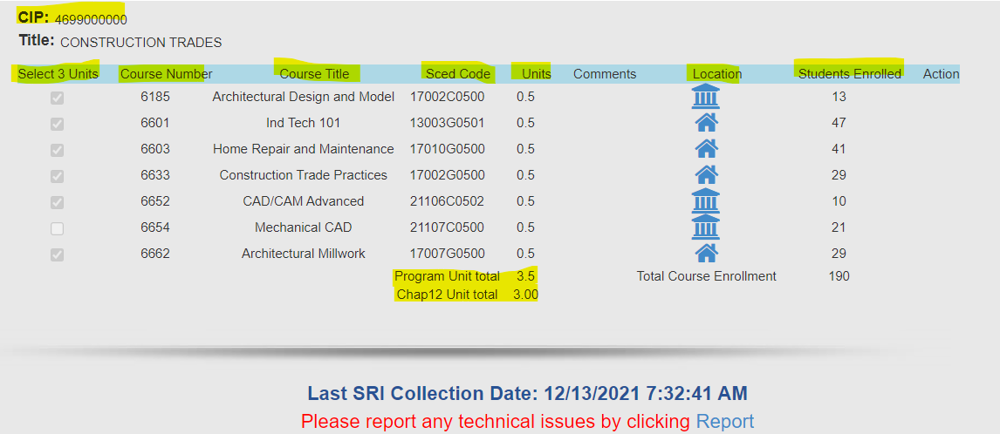 CIP: 4699000000
Title: CONSTRUCTION TRADES
Select 3 Units Course Number Course Title Sced Code Units Comments Location Students Enrolled Action
6185 Architectural Design and Model 17002C0500 0.5 13
6601 Ind Tech 101 13003G0501 0.5 47
6603 Home Repair and Maintenance 17010G0500 0.5 41
6633 Construction Trade Practices 17002G0500 0.5 29
6652 CAD/CAM Advanced 21106C0502 0.5 10
6654 Mechanical CAD 21107C0500 0.5 21
6662 Architectural Millwork 17007G0500 0.5 29
Program Unit total 3.5 Total Course Enrollment 190
Chap12 Unit total 3.00
Last SRI Collection Date: 12/13/2021 7:32:41 AM
Please report any technical issues by clicking Report